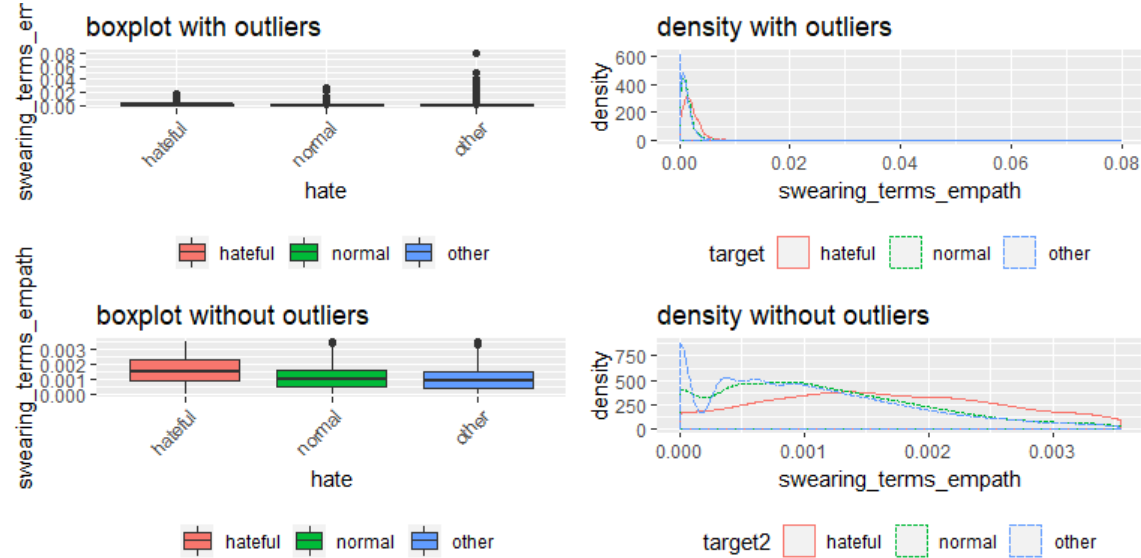 boxplot with outliers
swearing_terms_em
0.08
0.06
0.04
0.02
0.00
hateful
normal
other
hate
density with outliers
density
600
400
200
0
0.00
0.02
0.04
0.06
0.08
swearing_terms_empath
hateful
normal
other
target
hateful
normal
other
boxplot without outliers
swearing_terms_empath
0.003
0.002
0.001
0.000
hateful
normal
other
hate
density without outliers
density
750
500
250
0
0.000
0.001
0.002
0.003
swearing_terms_empath
hateful
normal
other
target2
hateful
normal
other